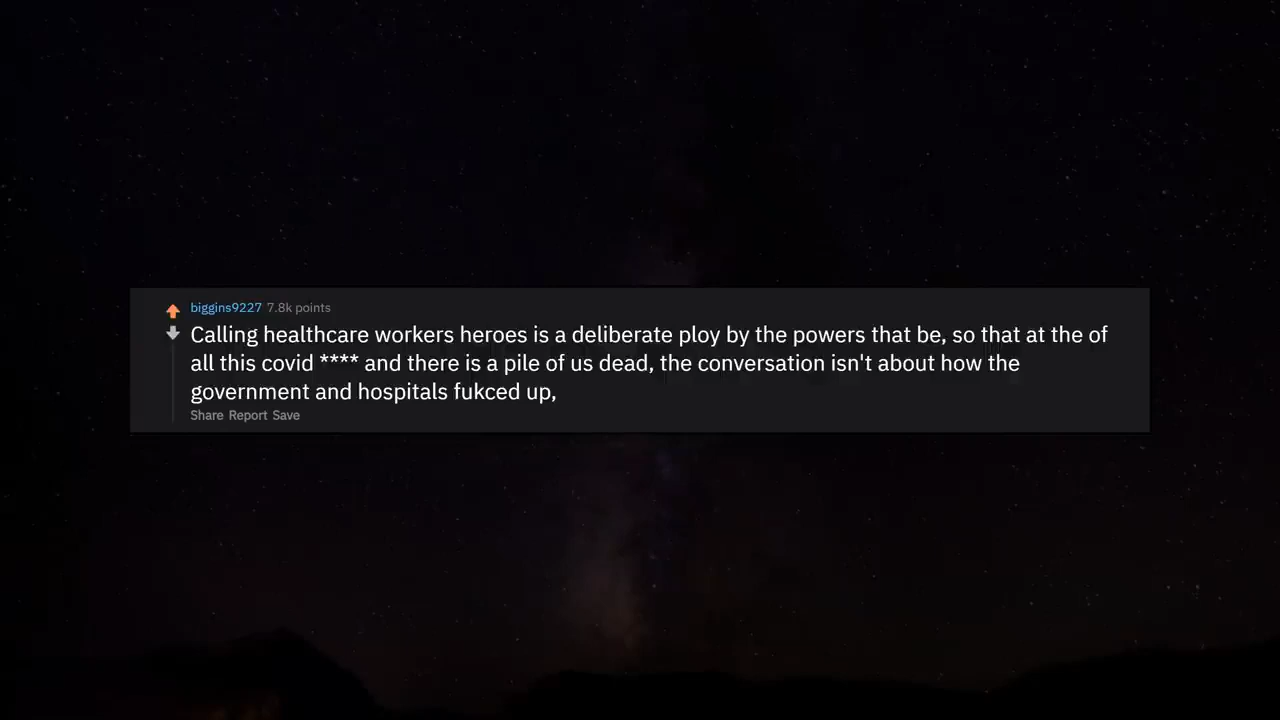 biggins9227 7.8k points
Calling healthcare workers heroes is a deliberate ploy by the powers that be, so that at the of
all this covid **** and there is a pile of us dead, the conversation isn't about how the
government and hospitals fukced up,
Share Report Save